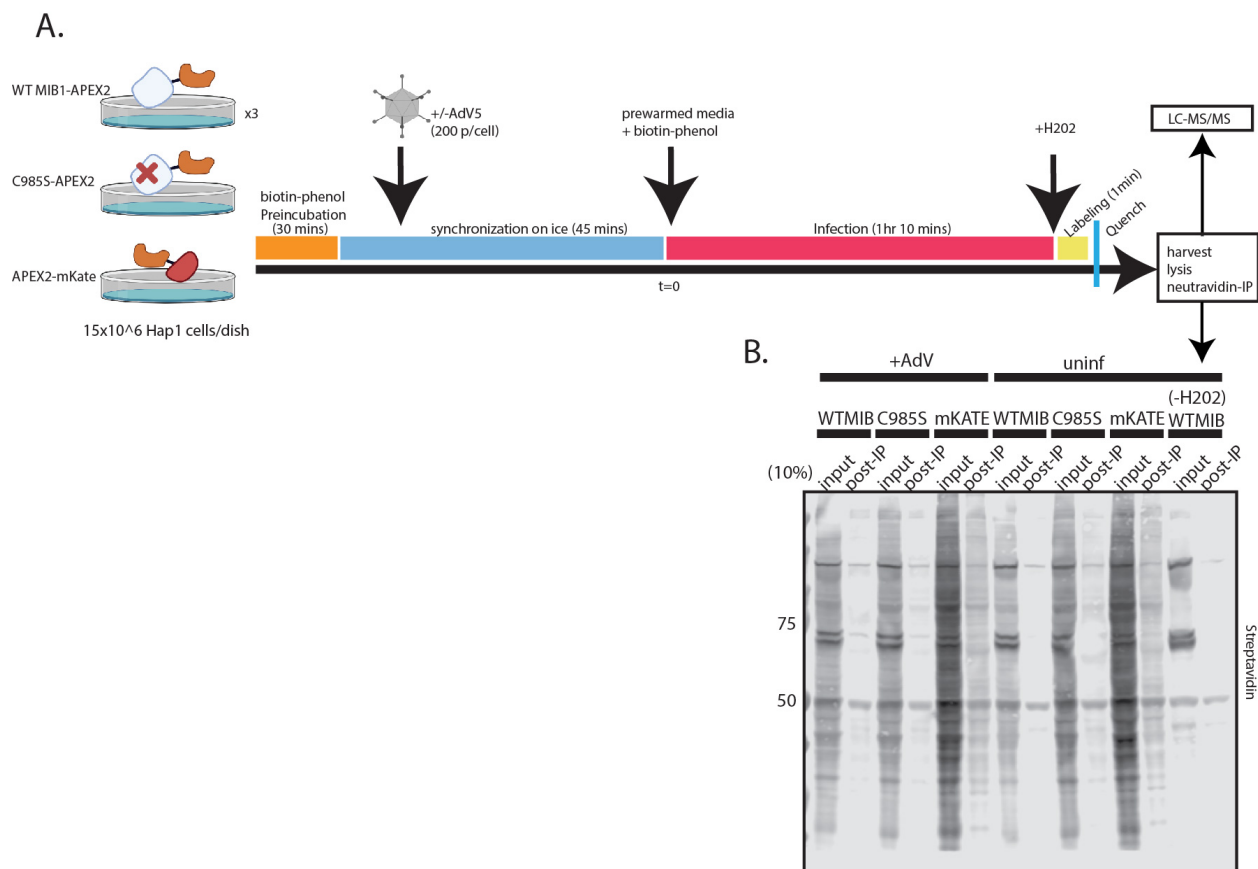 A.
WT MIB1-APEX2
x3
C985S-APEX2
APEX2-mKate
15x10^6 Hap1 cells/dish
biotin-phenol
Preincubation
(30 mins)
+/-AdV5
(200 p/cell)
synchronization on ice (45 mins)
prewarmed media
+ biotin-phenol
Infection (1hr 10 mins)
t=0
+H202
Labeling (1min)
Quench
LC-MS/MS
harvest
lysis
neutravidin-IP
B.
+AdV uninf
(-H202)
WTMIB C985S mKATE WTMIB C985S mKATE WTMIB
(10%) input post-IP input post-IP input post-IP input post-IP input post-IP input post-IP input post-IP
75
50
Streptavidin